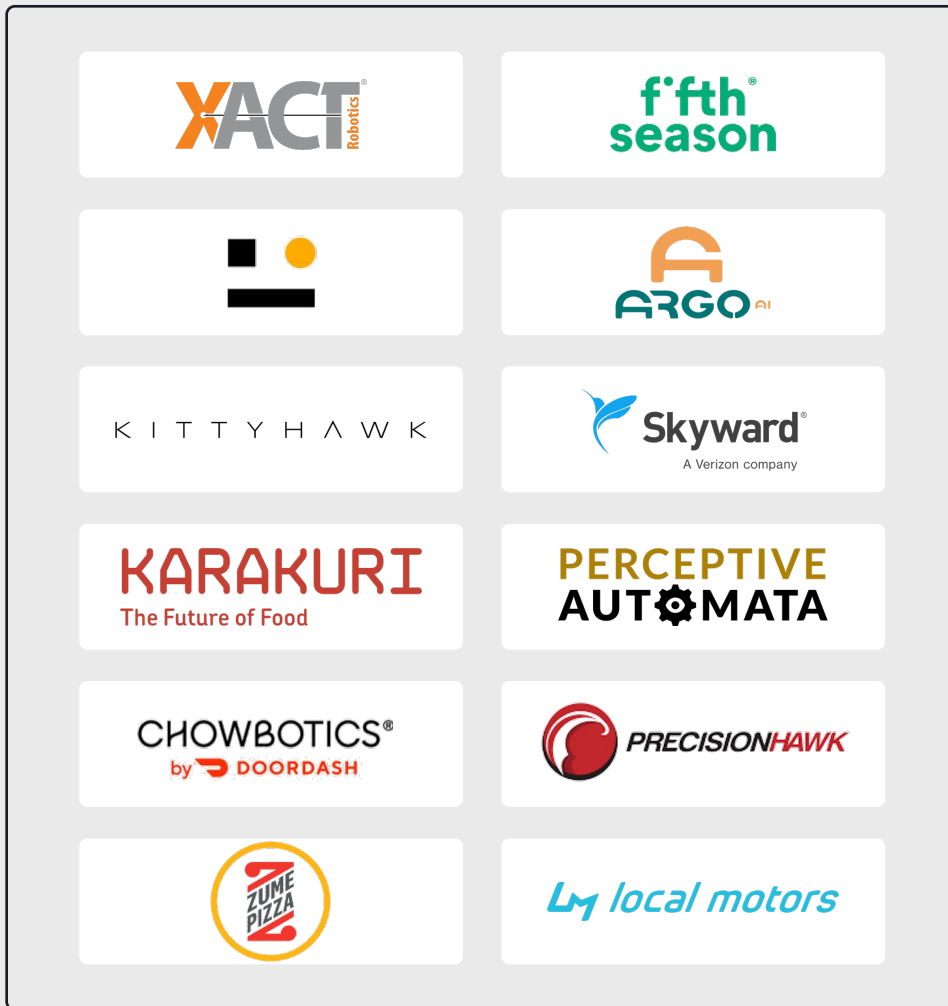 XACT® Robotics
fifth®
season
ARGO AI
KITTYHAWK
Skyward®
A Verizon company
KARAKURI
The Future of Food
PERCEPTIVE
AUTOMATA
CHOWBOTICS®
by DOORDASH
PRECISIONHAWK
ZUME
PIZZA
LM local motors